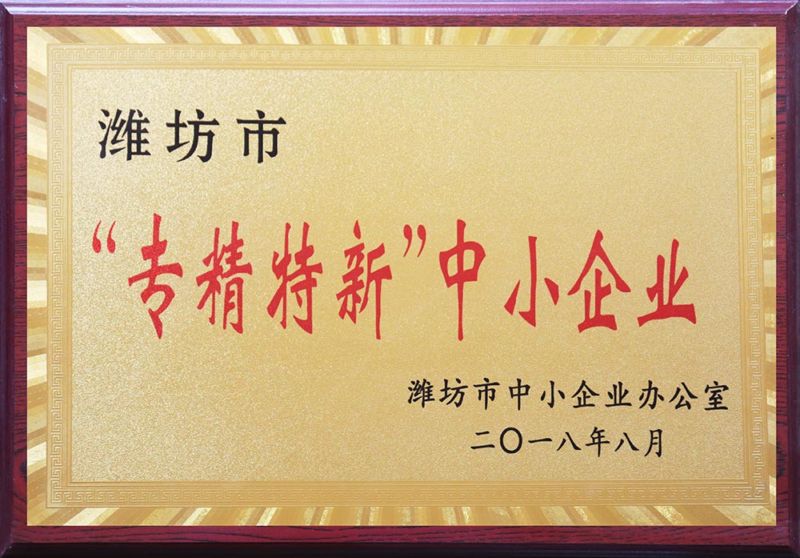 潍坊市
“专精特新”中小企业
潍坊市中小企业办公室
二〇一八年八月